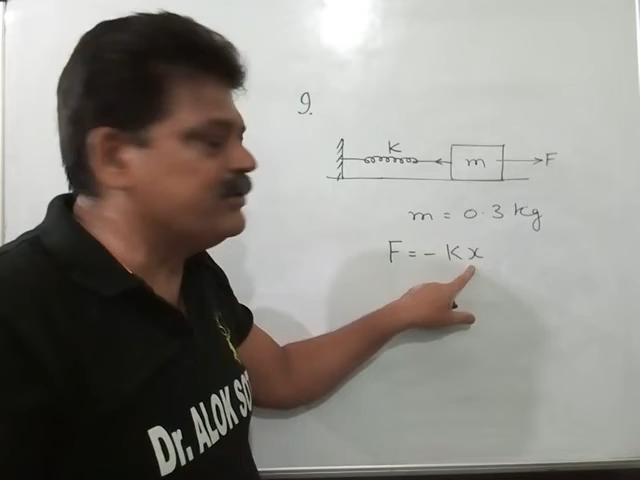 9.
K
m
F
m = 0.3 kg
F = - Kx
Dr. ALOK